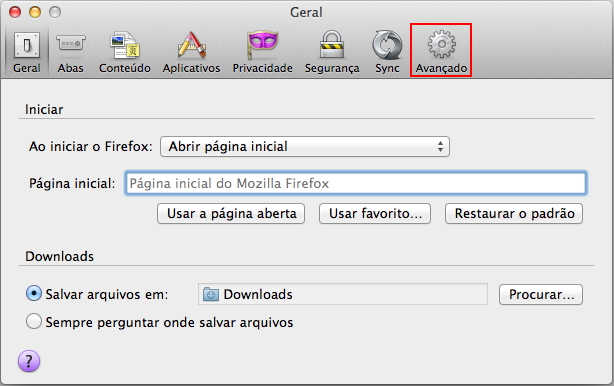 Geral
Geral Abas Conteúdo Aplicativos Privacidade Segurança Sync Avançado
Iniciar
Ao iniciar o Firefox: Abrir página inicial
Página inicial: Página inicial do Mozilla Firefox
Usar a página aberta Usar favorito... Restaurar o padrão
Downloads
Salvar arquivos em: Downloads Procurar...
Sempre perguntar onde salvar arquivos
?